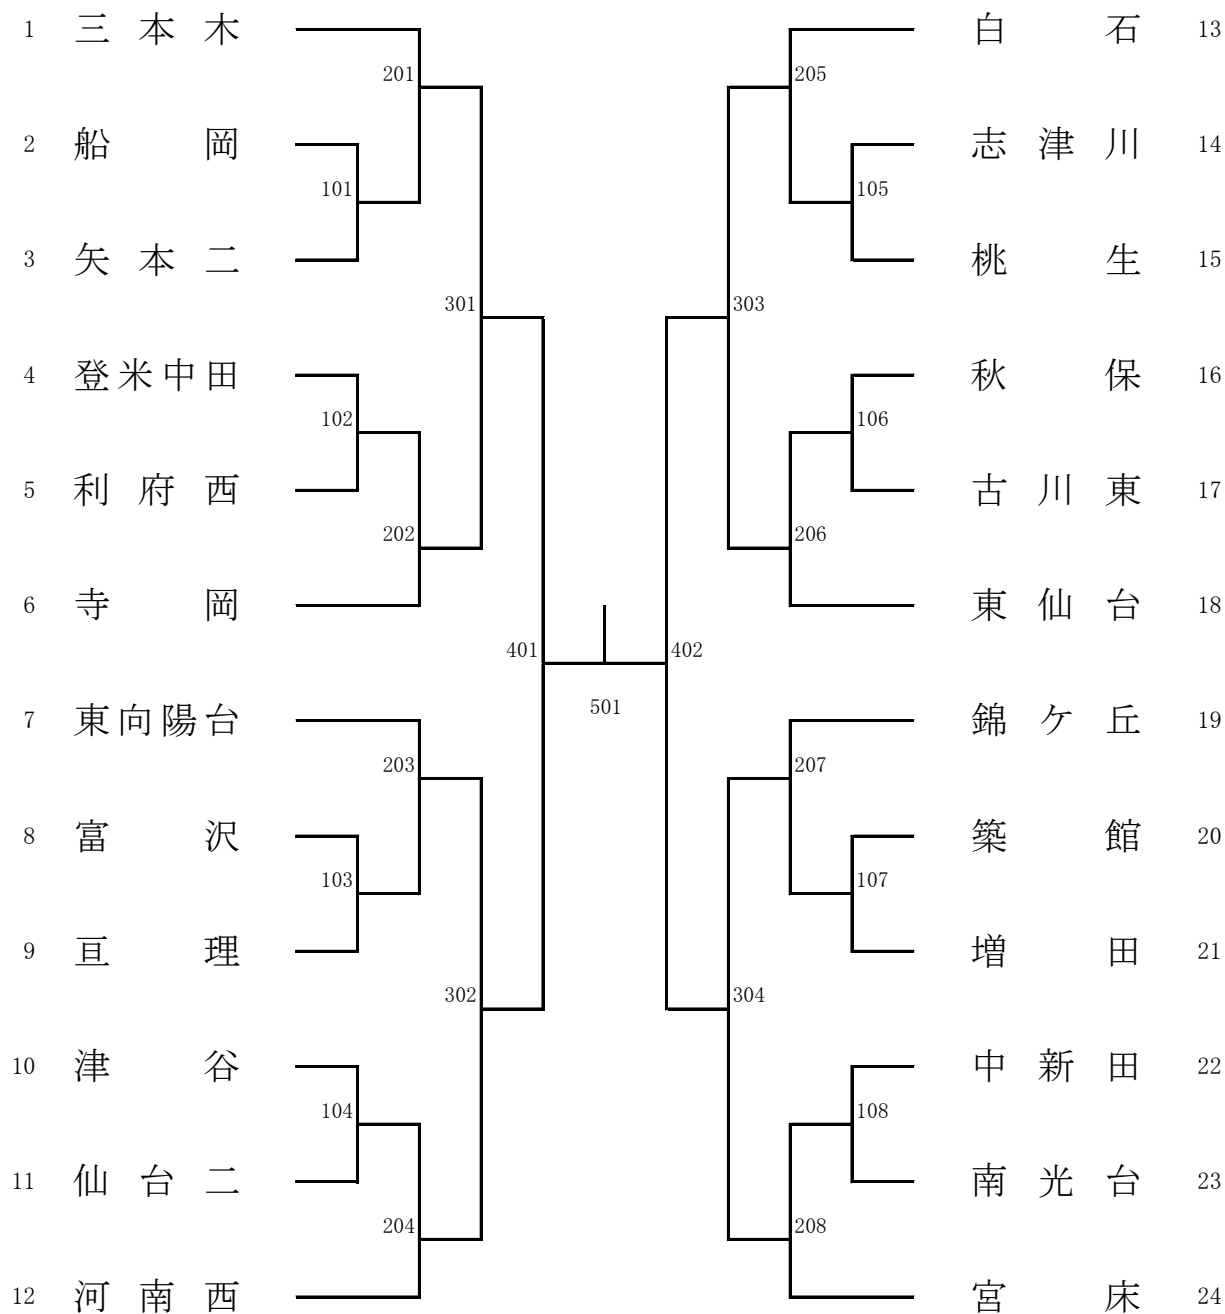 1 三本木 白石 13
201 205
2 船岡 志津川 14
101 105
3 矢本二 桃生 15
301 303
4 登米中田 秋保 16
102 106
5 利府西 古川東 17
202 206
6 寺岡 東仙台 18
401 402
501
7 東向陽台 錦ケ丘 19
203 207
8 富沢 築館 20
103 107
9 亘理 増田 21
302 304
10 津谷 中新田 22
104 108
11 仙台二 南光台 23
204 208
12 河南西 宮床 24